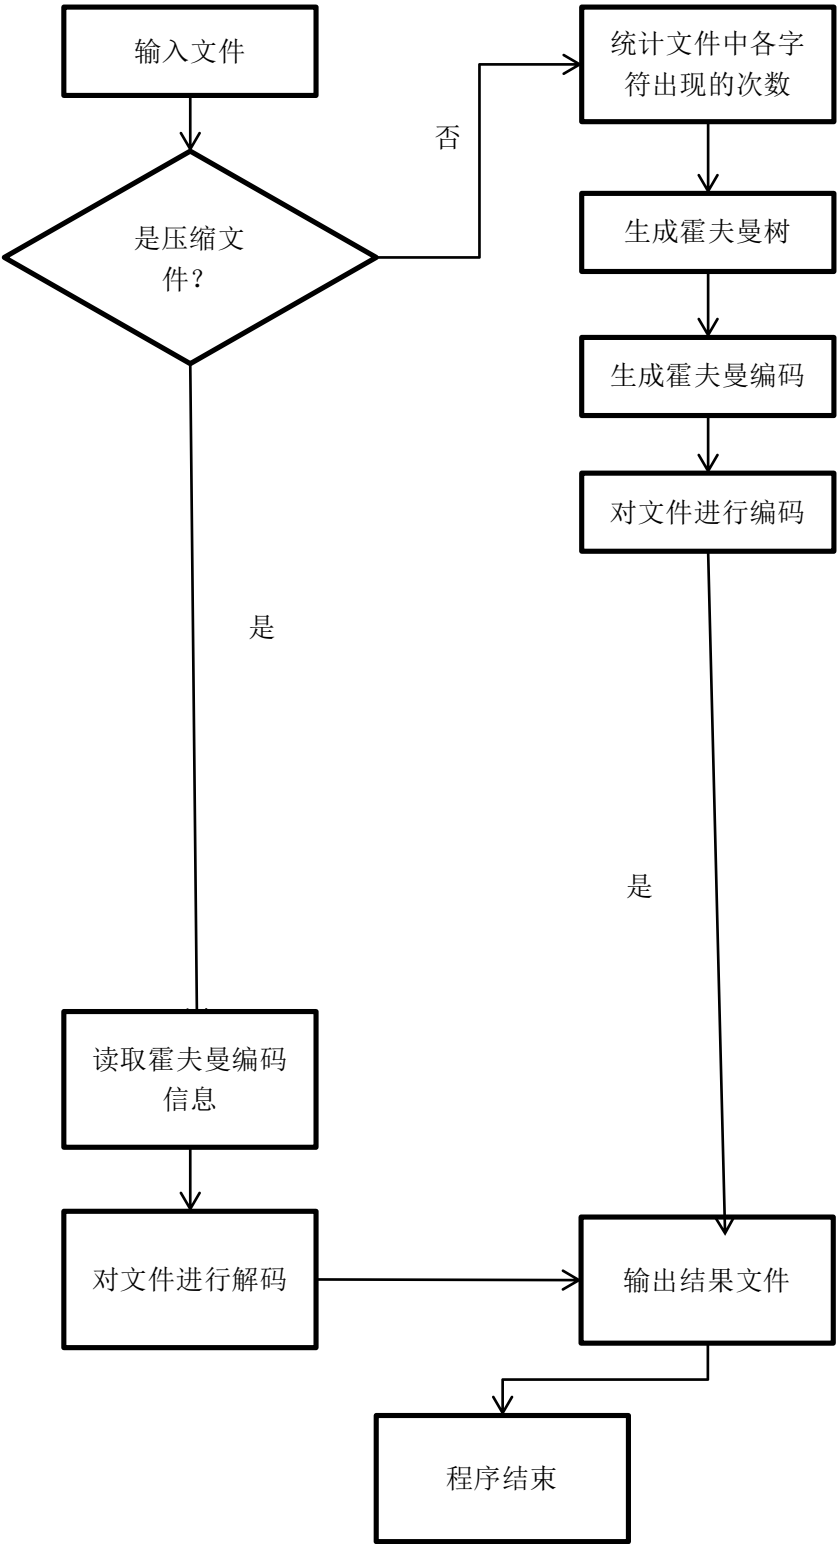 输入文件
是压缩文
件?
否
统计文件中各字
符出现的次数
生成霍夫曼树
生成霍夫曼编码
对文件进行编码
是
是
读取霍夫曼编码
信息
对文件进行解码
输出结果文件
程序结束